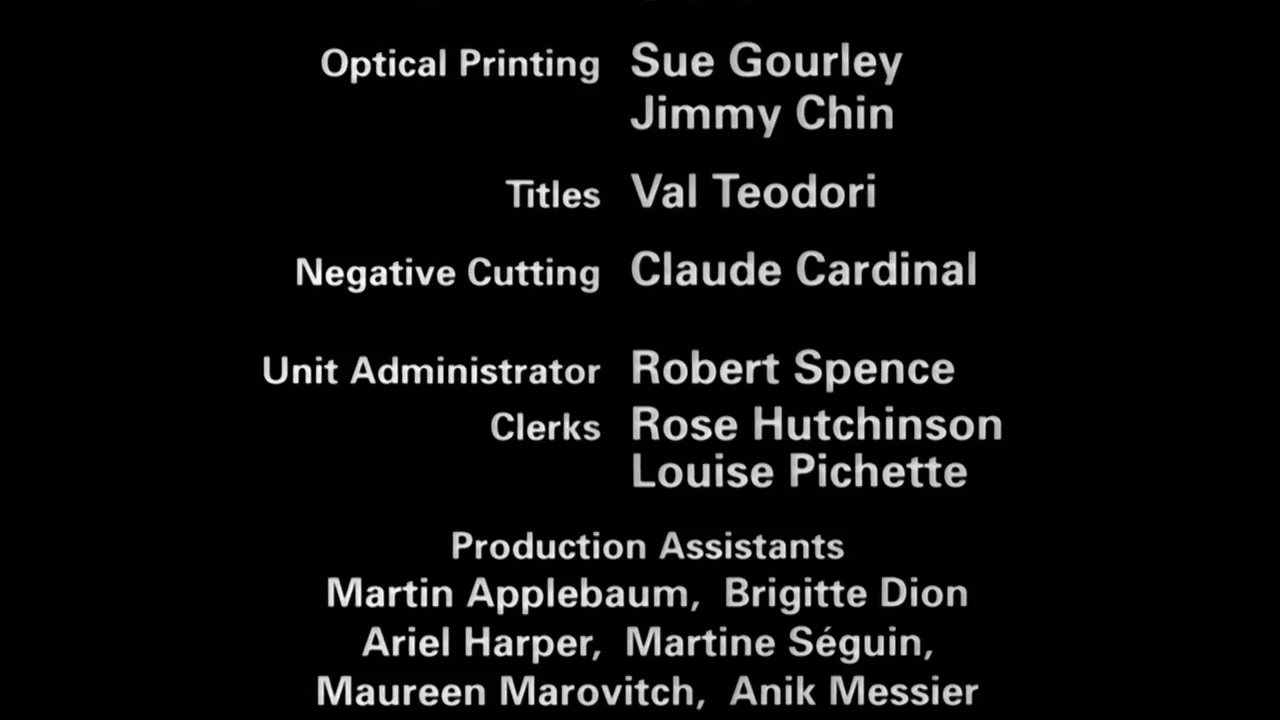 Optical Printing Sue Gourley
Jimmy Chin
Titles Val Teodori
Negative Cutting Claude Cardinal
Unit Administrator Robert Spence
Clerks Rose Hutchinson
Louise Pichette
Production Assistants
Martin Applebaum, Brigitte Dion
Ariel Harper, Martine Séguin,
Maureen Marovitch, Anik Messier